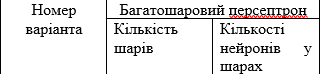 Номер варіанта
Багатошаровий персептрон
Кількість шарів
Кількості нейронів у шарах